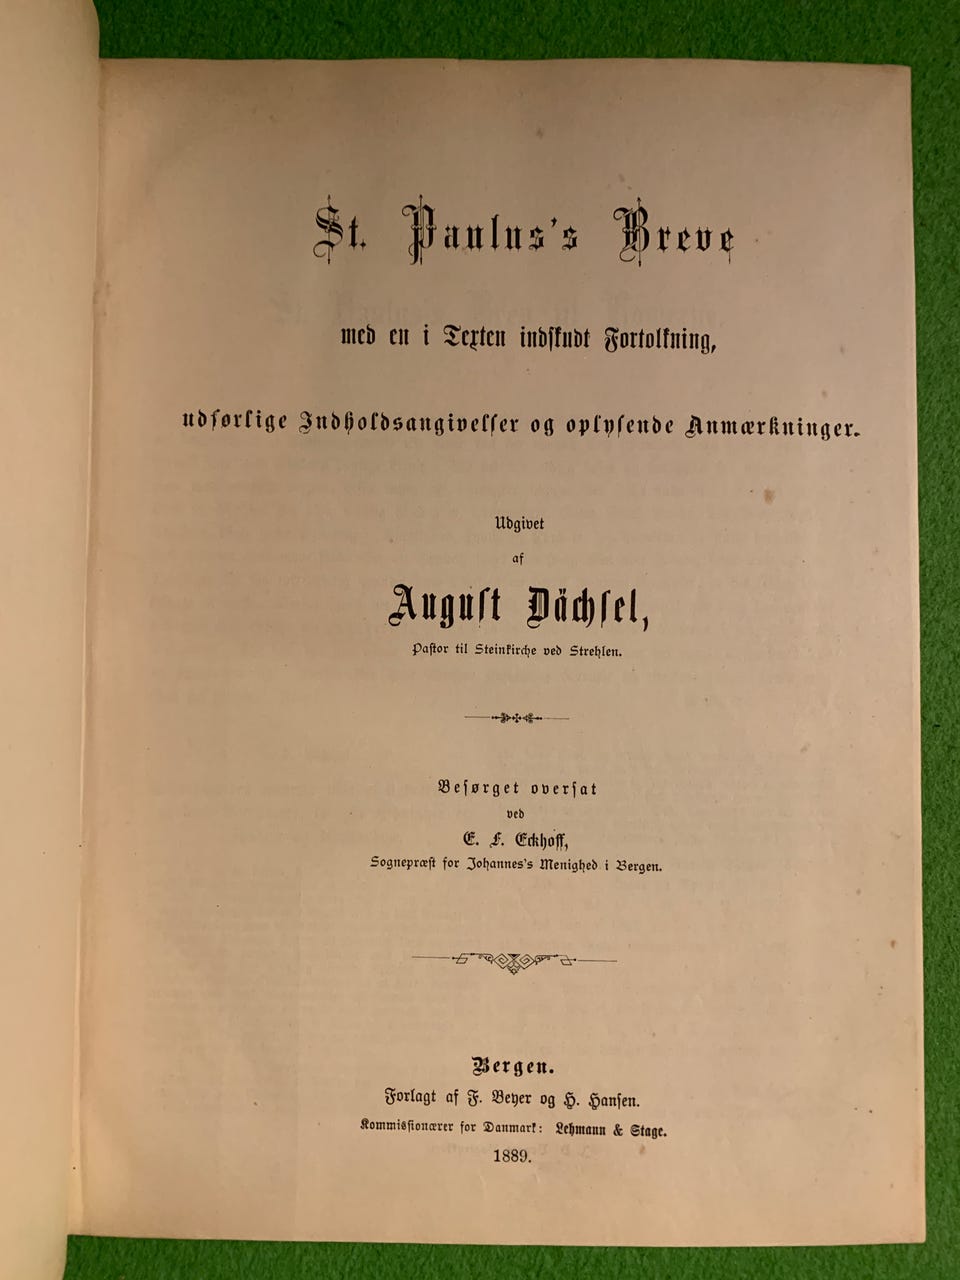 St. Paulus's Breve
med en i Texten indskudt Fortolkning,
udførlige Indholdsangivelser og oplysende Anmærkninger.
Udgivet
af
August Dächsel,
Pastor til Steinkirche ved Strehlen.
Besørget oversat
ved
E. F. Eckhoff,
Sognepræst for Johannes's Menighed i Bergen.
Bergen.
Forlagt af F. Beyer og H. Hansen.
Kommissionærer for Danmark: Lehmann & Stage.
1889.